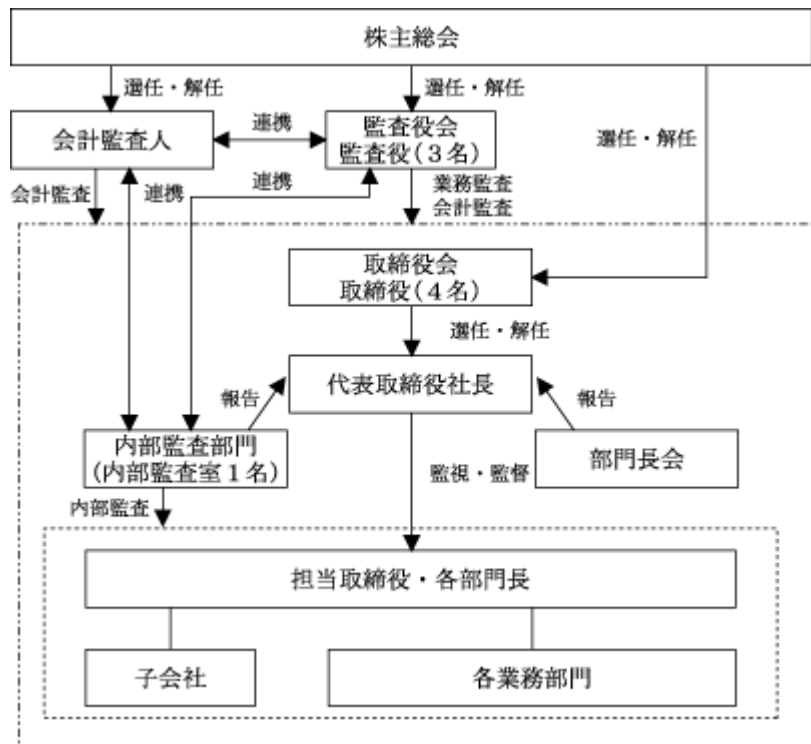 株主総会
選任・解任
選任・解任
選任・解任
会計監査人
連携
監査役会
監査役(3名)
会計監査
連携
連携
業務監査
会計監査
取締役会
取締役(4名)
選任・解任
代表取締役社長
報告
報告
内部監査部門
(内部監査室1名)
監視・監督
部門長会
内部監査
担当取締役・各部門長
子会社
各業務部門